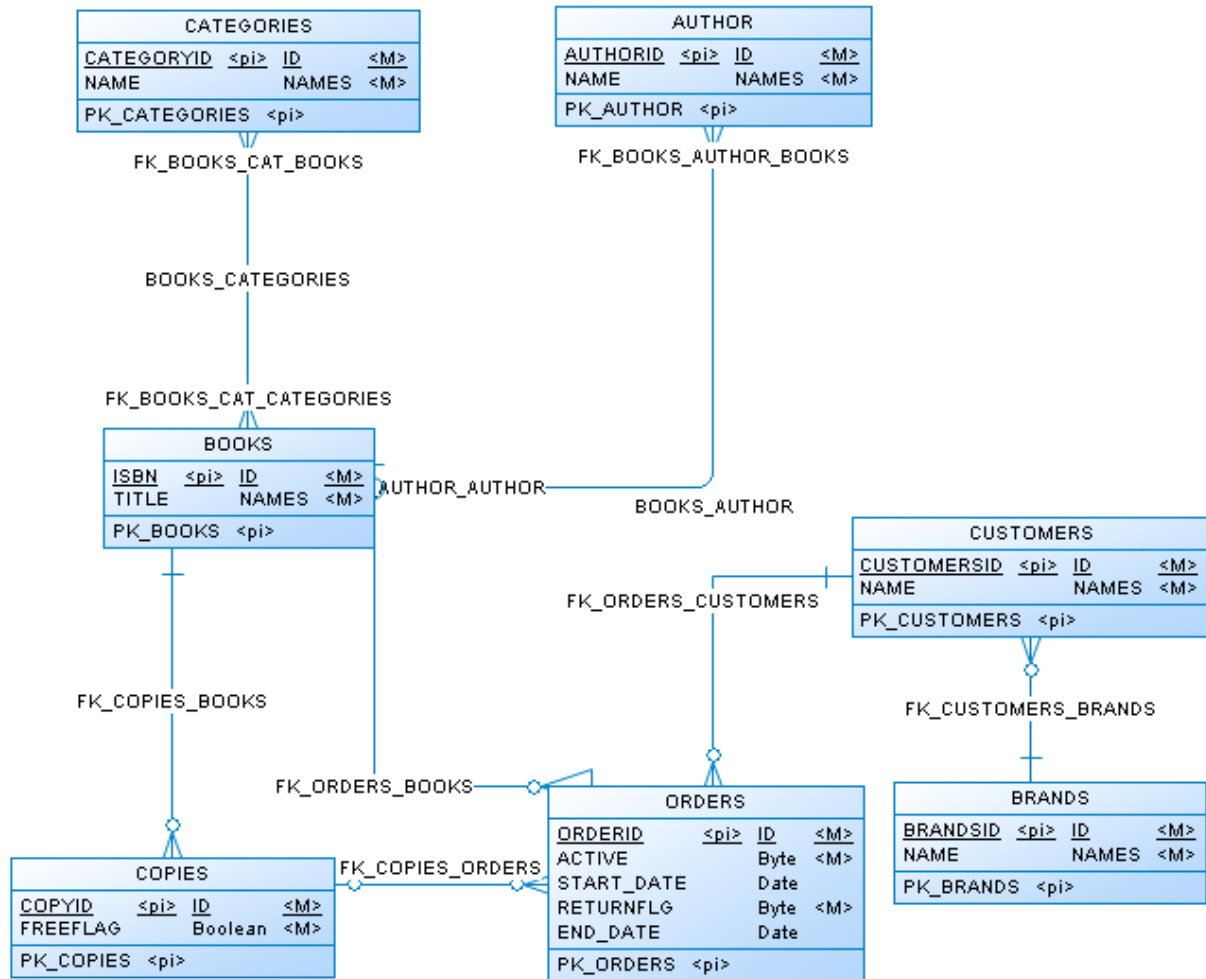 CATEGORIES
CATEGORYID <pi> ID <M>
NAME NAMES <M>
PK_CATEGORIES <pi>
AUTHOR
AUTHORID <pi> ID <M>
NAME NAMES <M>
PK_AUTHOR <pi>
FK_BOOKS_CAT_BOOKS
FK_BOOKS_AUTHOR_BOOKS
BOOKS_CATEGORIES
FK_BOOKS_CAT_CATEGORIES
BOOKS
ISBN <pi> ID <M>
TITLE NAMES <M>
PK_BOOKS <pi>
AUTHOR_AUTHOR
BOOKS_AUTHOR
CUSTOMERS
CUSTOMERSID <pi> ID <M>
NAME NAMES <M>
PK_CUSTOMERS <pi>
FK_ORDERS_CUSTOMERS
FK_COPIES_BOOKS
FK_CUSTOMERS_BRANDS
FK_ORDERS_BOOKS
ORDERS
ORDERID <pi> ID <M>
ACTIVE Byte <M>
START_DATE Date
RETURNFLG Byte <M>
END_DATE Date
PK_ORDERS <pi>
BRANDS
BRANDSID <pi> ID <M>
NAME NAMES <M>
PK_BRANDS <pi>
FK_COPIES_ORDERS
COPIES
COPYID <pi> ID <M>
FREEFLAG Boolean <M>
PK_COPIES <pi>